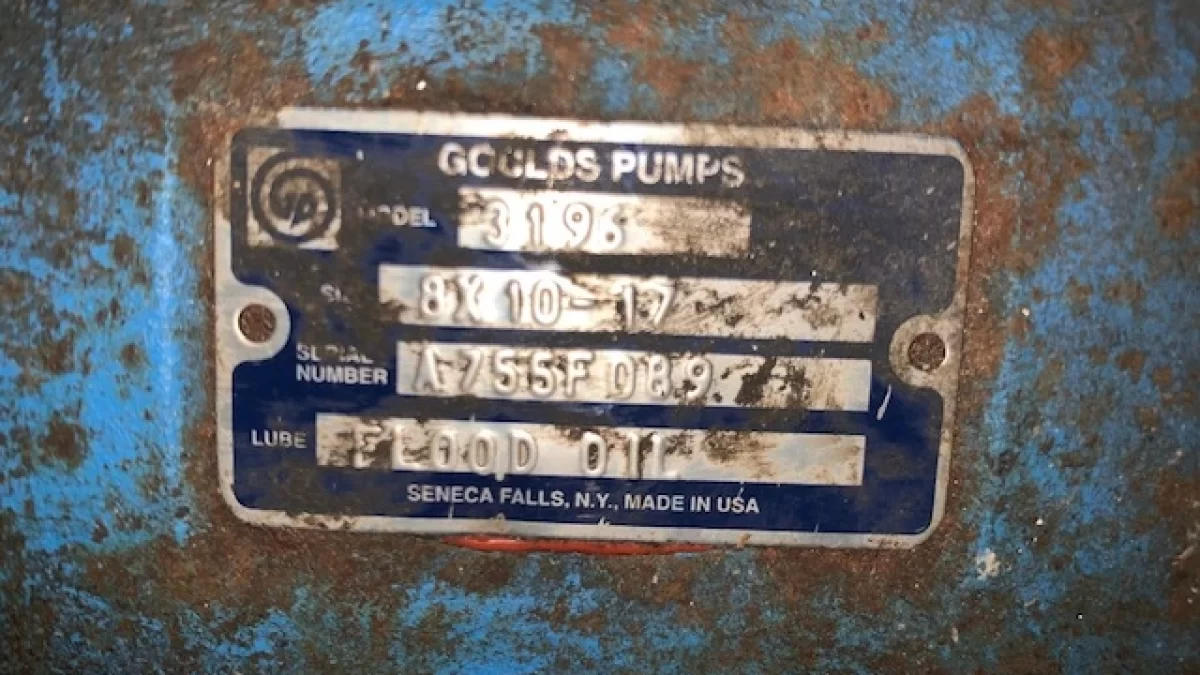 GOULDS PUMPS
MODEL 3196
8X10-17
SERIAL
NUMBER A755F089
LUBE FLOOD OIL
SENECA FALLS, N.Y., MADE IN USA